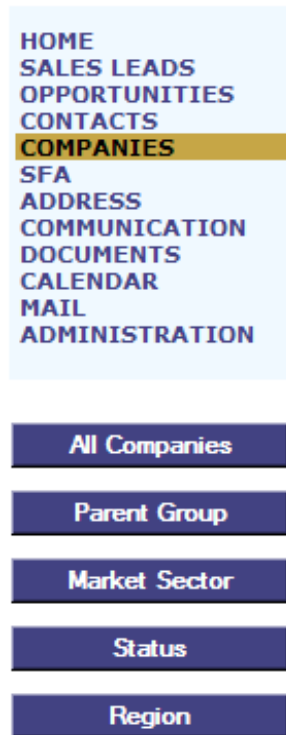 HOME
SALES LEADS
OPPORTUNITIES
CONTACTS
COMPANIES
SFA
ADDRESS
COMMUNICATION
DOCUMENTS
CALENDAR
MAIL
ADMINISTRATION
All Companies
Parent Group
Market Sector
Status
Region